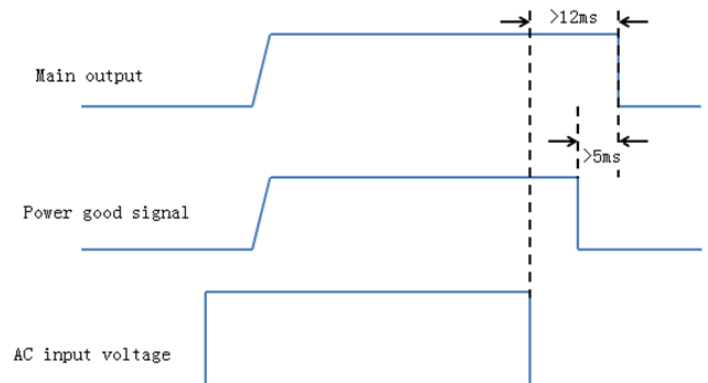 >12ms
Main output
>5ms
Power good signal
AC input voltage